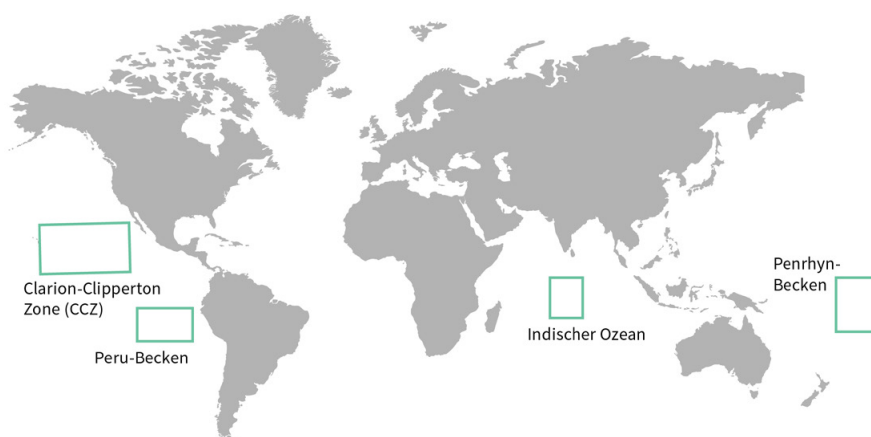 Clarion-Clipperton
Zone (CCZ)
Peru-Becken
Indischer Ozean
Penrhyn-
Becken